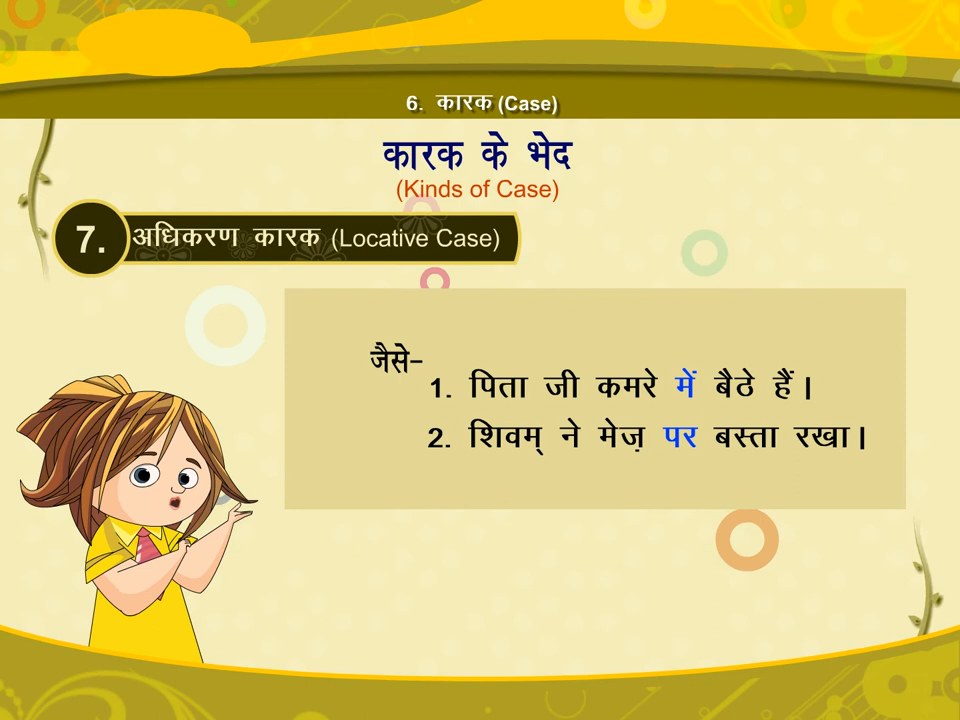 6. कारक (Case)
कारक के भेद
(Kinds of Case)
7. अधिकरण कारक (Locative Case)
जैसे-
1. पिता जी कमरे में बैठे हैं।
2. शिवम् ने मेज़ पर बस्ता रखा।